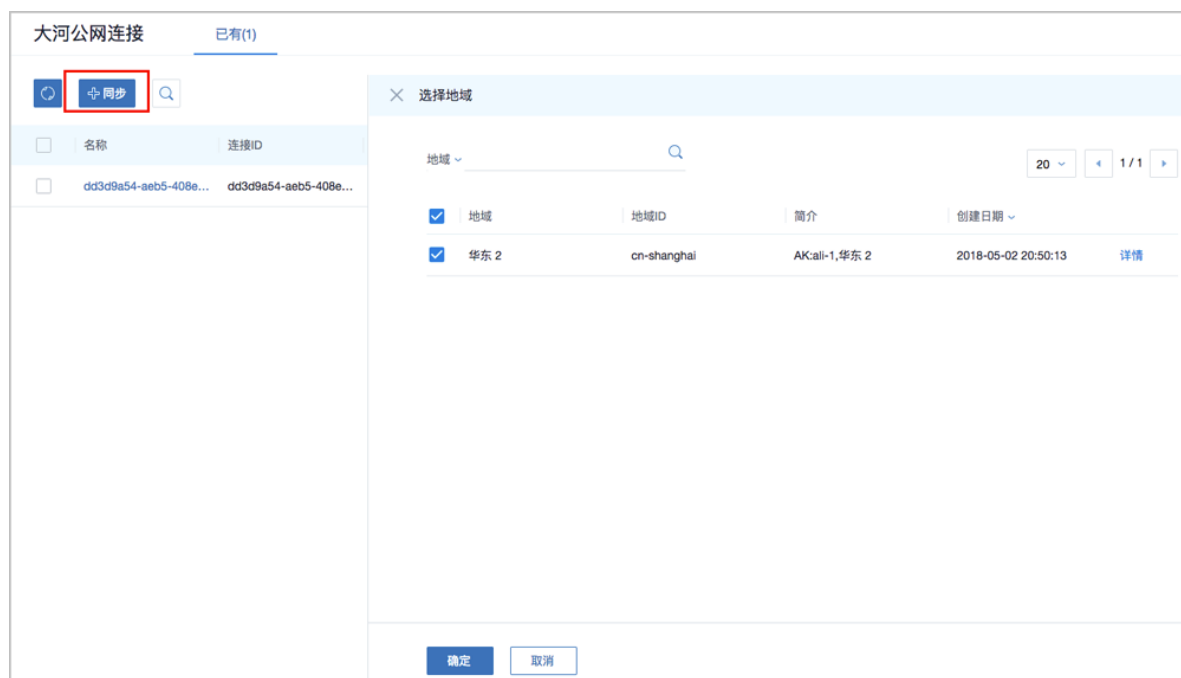 大河公网连接 已有(1)
同步
选择地域
名称 连接ID
地域
20 1 / 1
dd3d9a54-aeb5-408e... dd3d9a54-aeb5-408e...
地域 地域ID 简介 创建日期
华东 2 cn-shanghai AK:ali-1,华东 2 2018-05-02 20:50:13 详情
确定 取消